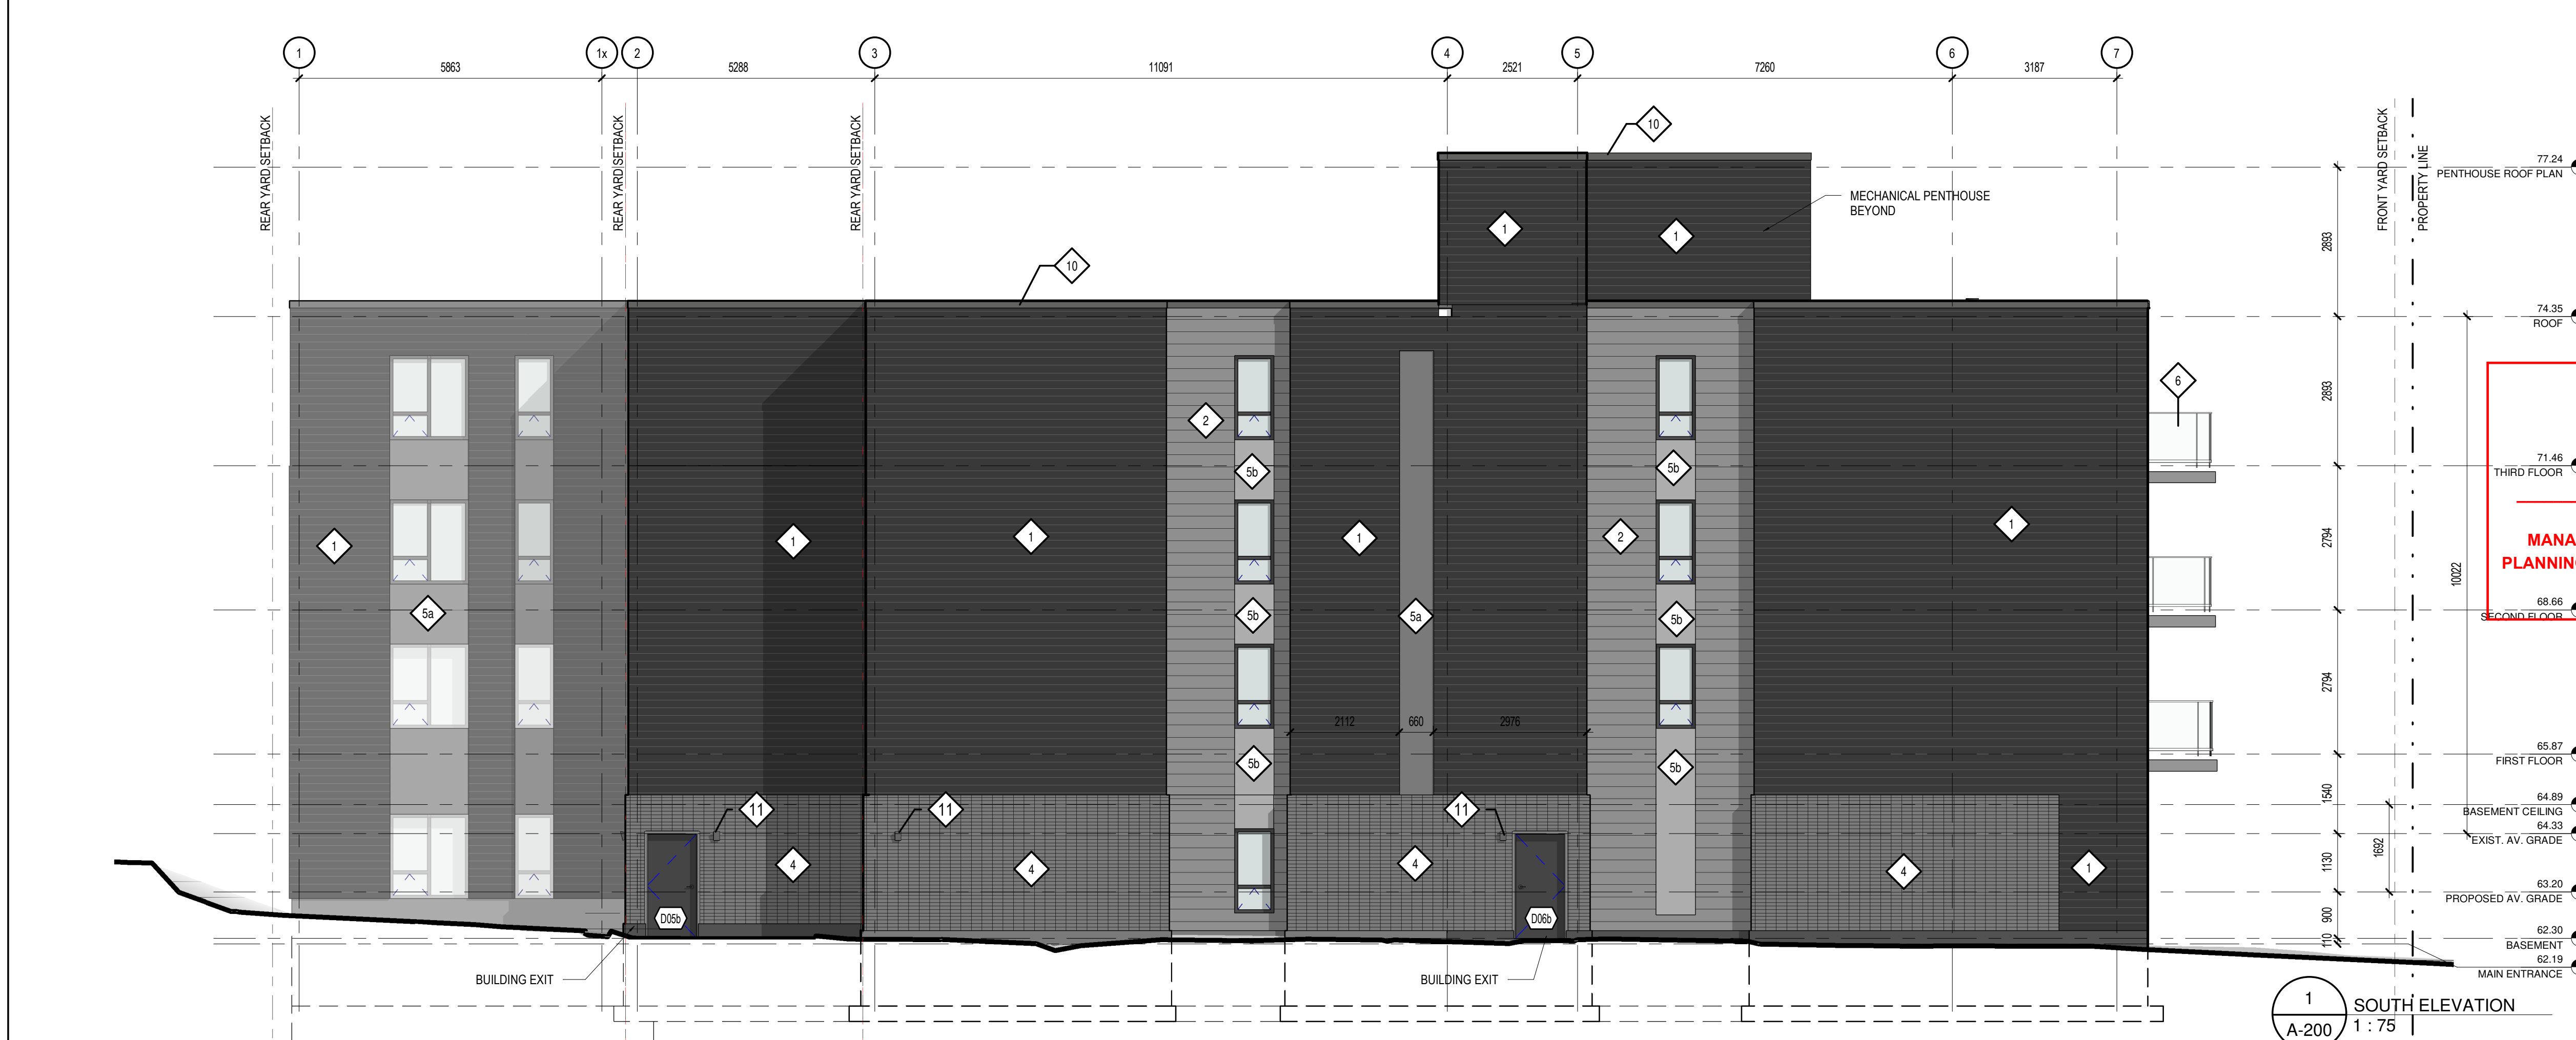 1
1x
2
3
4
5
6
7
5863
5288
11091
2521
7260
3187
REAR YARD SETBACK
REAR YARD SETBACK
REAR YARD SETBACK
FRONT YARD SETBACK
PROPERTY LINE
10
10
77.24
PENTHOUSE ROOF PLAN
MECHANICAL PENTHOUSE
BEYOND
1
1
2893
74.35
ROOF
6
2893
2
71.46
THIRD FLOOR
5b
5b
1
1
1
1
2
1
2794
10022
MANA
PLANNING
5a
5b
5a
5b
68.66
SECOND FLOOR
2794
2112
660
2976
5b
5b
65.87
FIRST FLOOR
1540
11
11
11
64.89
BASEMENT CEILING
64.33
EXIST. AV. GRADE
1692
1130
4
4
4
4
1
63.20
PROPOSED AV. GRADE
900
D05b
D06b
110
62.30
BASEMENT
62.19
MAIN ENTRANCE
BUILDING EXIT
BUILDING EXIT
1
A-200
SOUTH ELEVATION
1 : 75